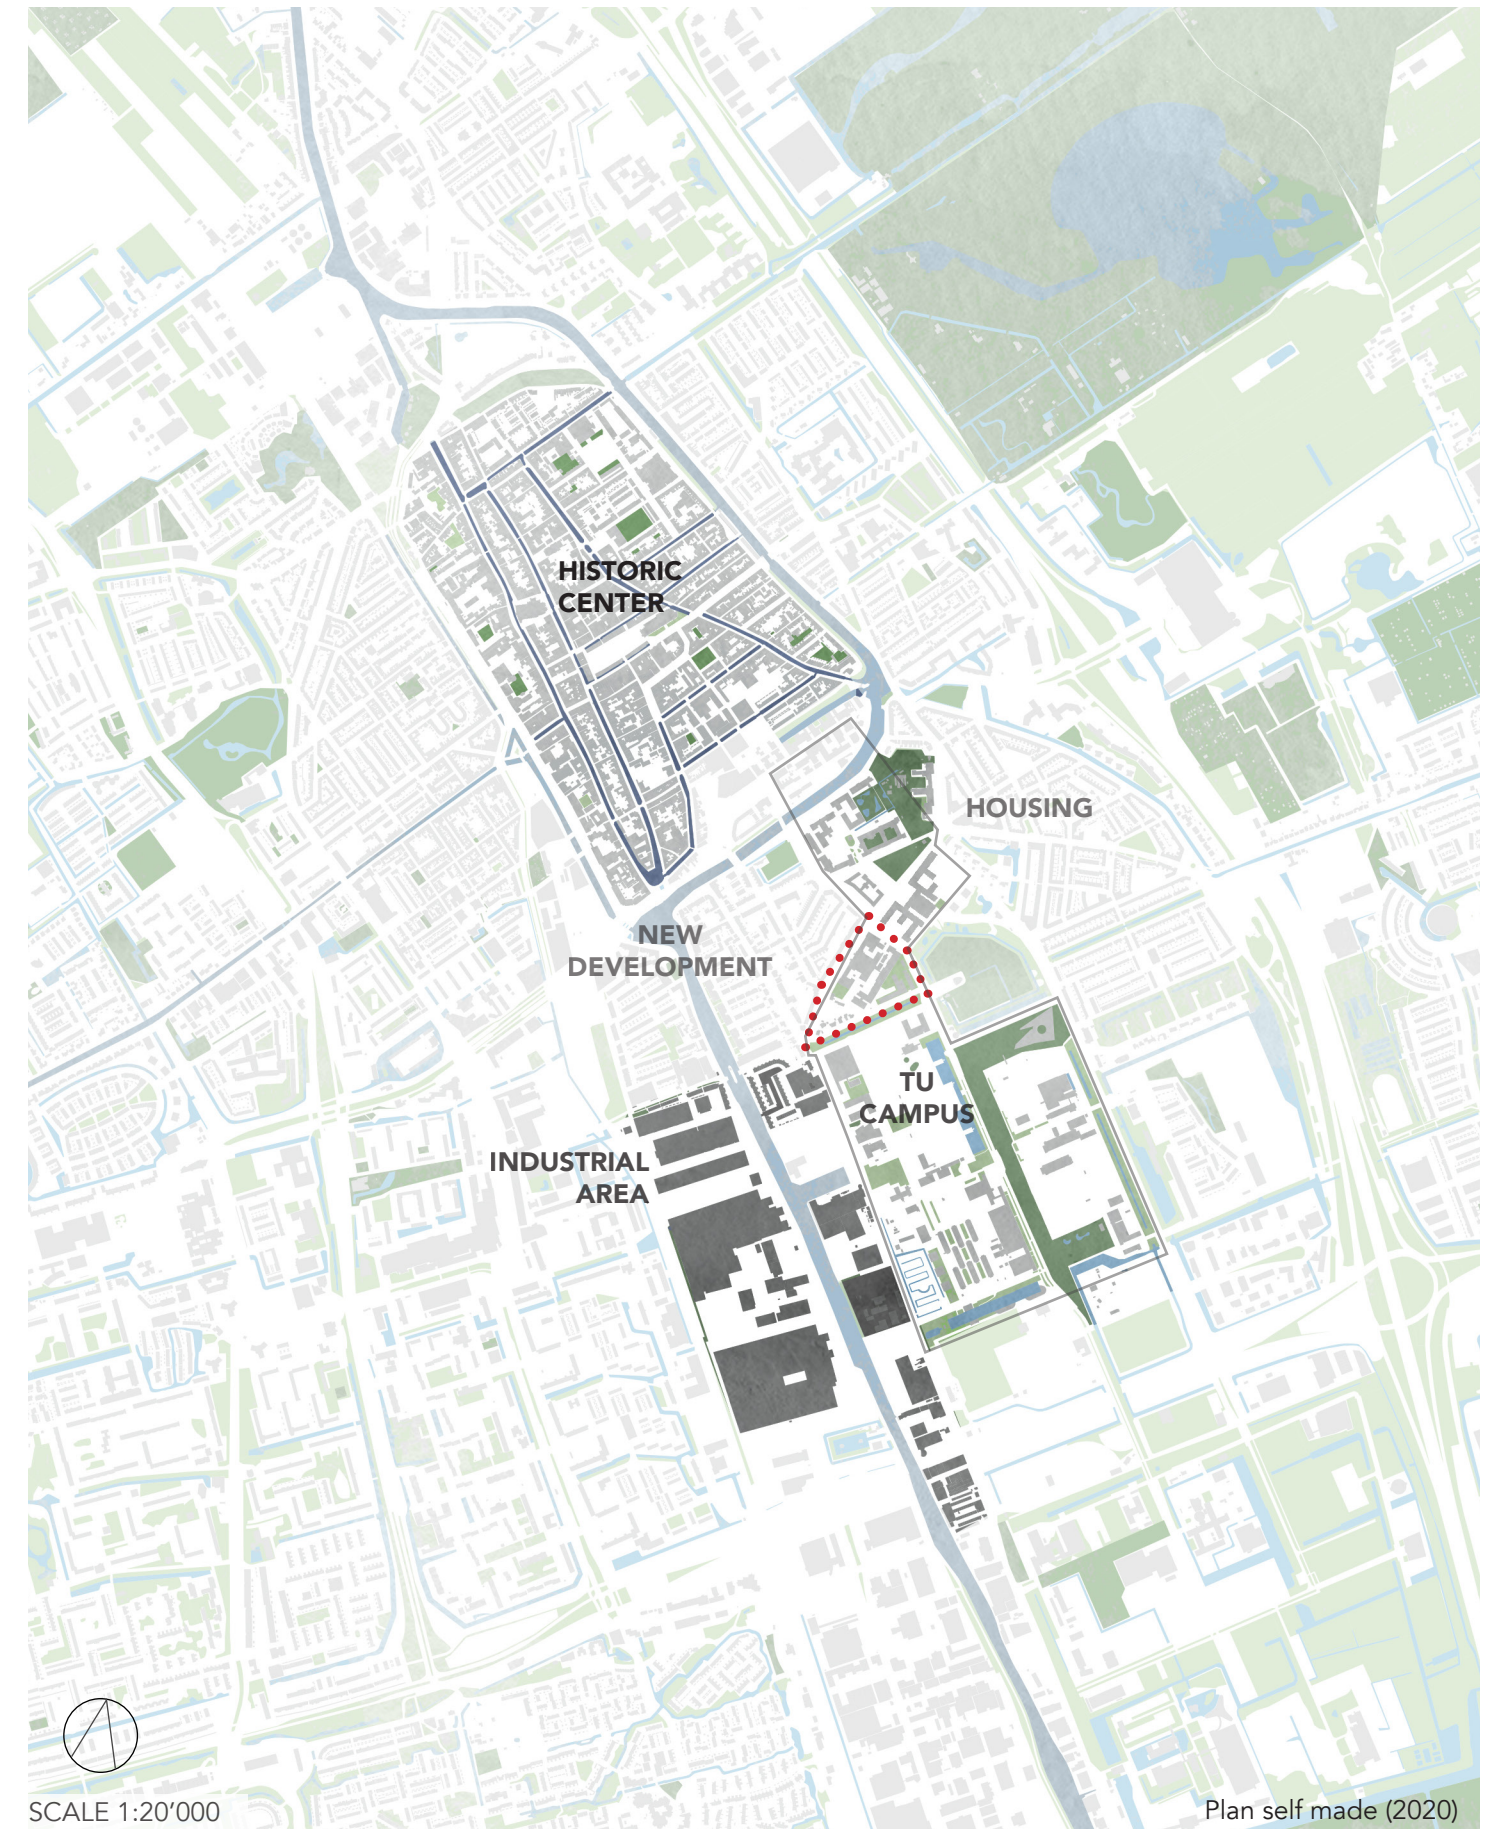 HISTORIC
CENTER
HOUSING
NEW
DEVELOPMENT
TU
CAMPUS
INDUSTRIAL
AREA
SCALE 1:20'000
Plan self made (2020)